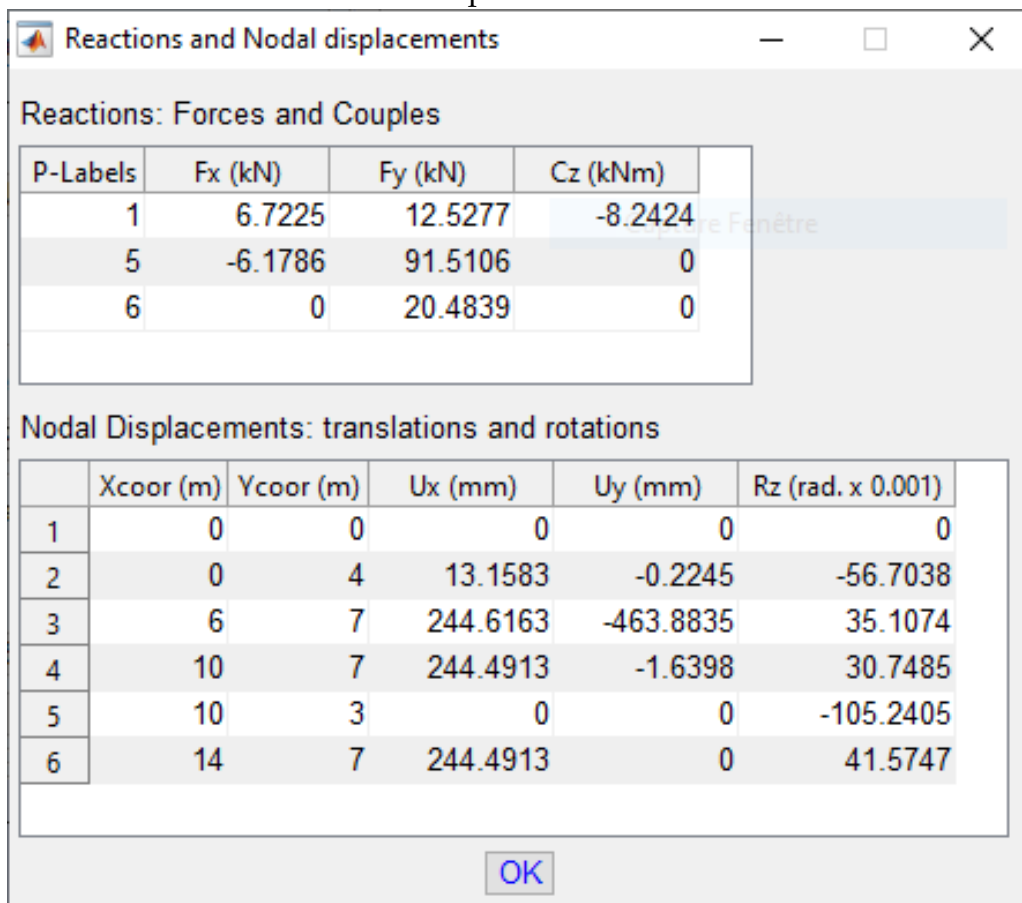 Reactions and Nodal displacements
Reactions: Forces and Couples
P-Labels Fx (kN) Fy (kN) Cz (kNm)
1 6.7225 12.5277 -8.2424
Capture Fenêtre
5 -6.1786 91.5106 0
6 0 20.4839 0
Nodal Displacements: translations and rotations
Xcoor (m) Ycoor (m) Ux (mm) Uy (mm) Rz (rad. x 0.001)
1 0 0 0 0 0
2 0 4 13.1583 -0.2245 -56.7038
3 6 7 244.6163 -463.8835 35.1074
4 10 7 244.4913 -1.6398 30.7485
5 10 3 0 0 -105.2405
6 14 7 244.4913 0 41.5747
OK